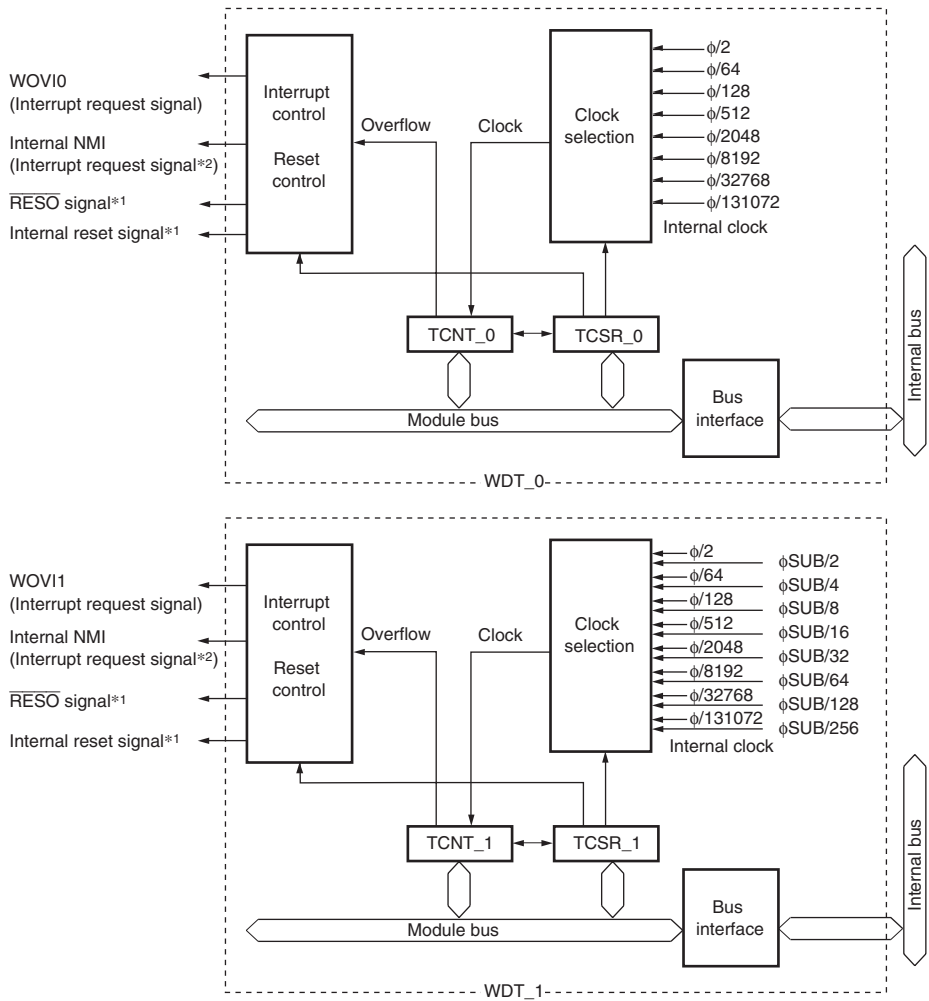 WOVI0
(Interrupt request signal)
Internal NMI
(Interrupt request signal*2)
RESO signal*1
Internal reset signal*1
Interrupt
control
Reset
control
Overflow
Clock
Clock
selection
ϕ/2
ϕ/64
ϕ/128
ϕ/512
ϕ/2048
ϕ/8192
ϕ/32768
ϕ/131072
Internal clock
TCNT_0
TCSR_0
Module bus
Bus
interface
Internal bus
WDT_0
WOVI1
(Interrupt request signal)
Internal NMI
(Interrupt request signal*2)
RESO signal*1
Internal reset signal*1
Interrupt
control
Reset
control
Overflow
Clock
Clock
selection
ϕ/2
ϕSUB/2
ϕ/64
ϕSUB/4
ϕ/128
ϕSUB/8
ϕ/512
ϕSUB/16
ϕ/2048
ϕSUB/32
ϕ/8192
ϕSUB/64
ϕ/32768
ϕSUB/128
ϕ/131072
ϕSUB/256
Internal clock
TCNT_1
TCSR_1
Module bus
Bus
interface
Internal bus
WDT_1